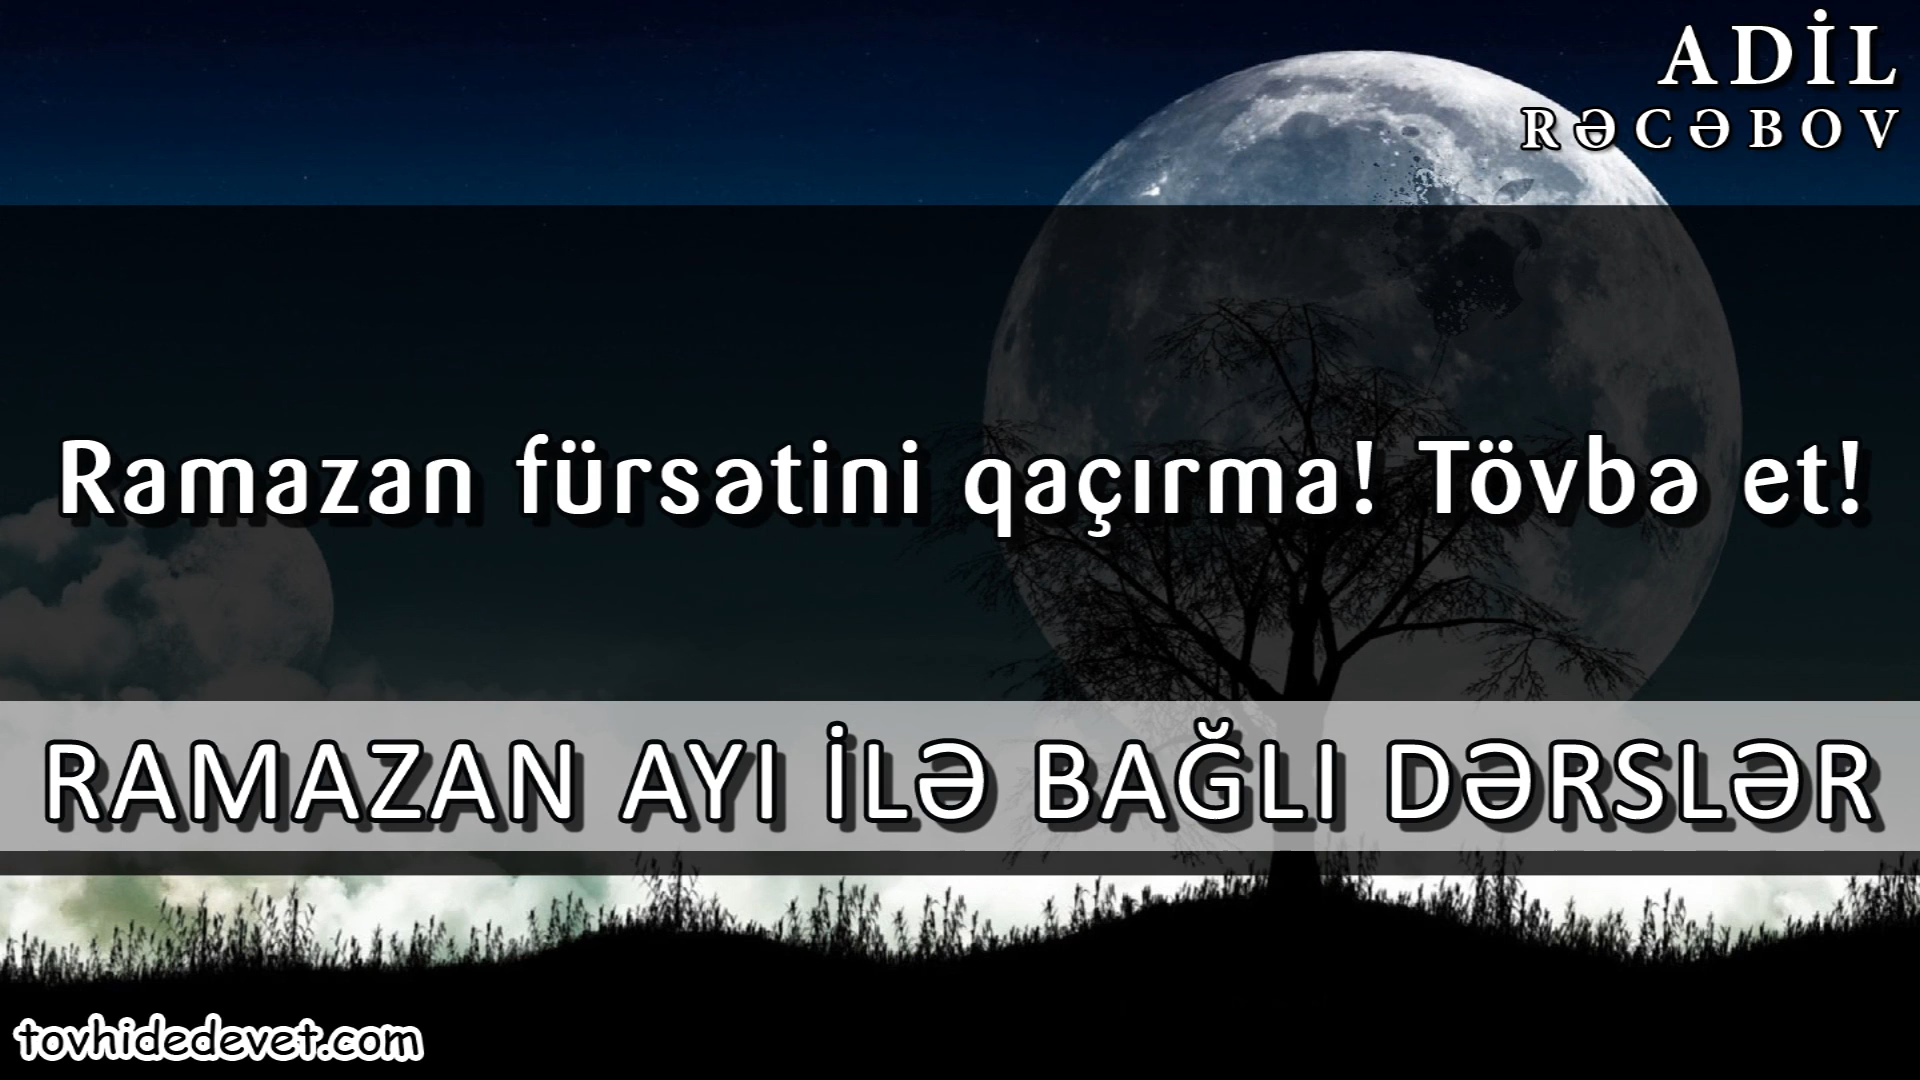 ADİL
RƏCƏBOV
Ramazan fürsətini qaçırma! Tövbə et!
RAMAZAN AYI İLƏ BAĞLI DƏRSLƏR
tovhidedevet.com